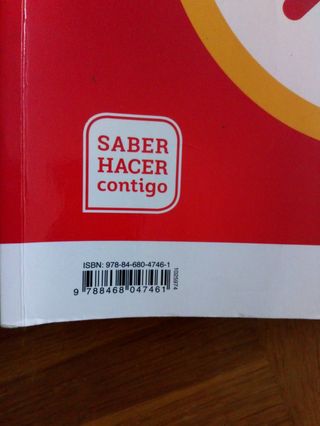 SABER
HACER
contigo
ISBN: 978-84-680-4746-1
9 788468 047461